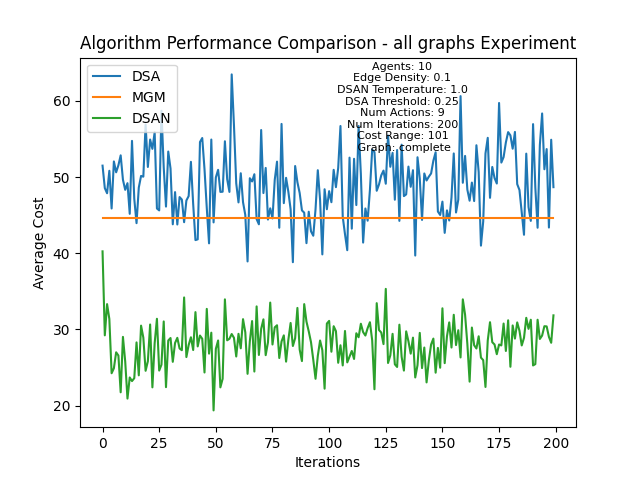 Algorithm Performance Comparison - all graphs Experiment
DSA
MGM
DSAN
Agents: 10
Edge Density: 0.1
DSAN Temperature: 1.0
DSA Threshold: 0.25
Num Actions: 9
Num Iterations: 200
Cost Range: 101
Graph: complete
60
50
40
30
20
Average Cost
0
25
50
75
100
125
150
175
200
Iterations